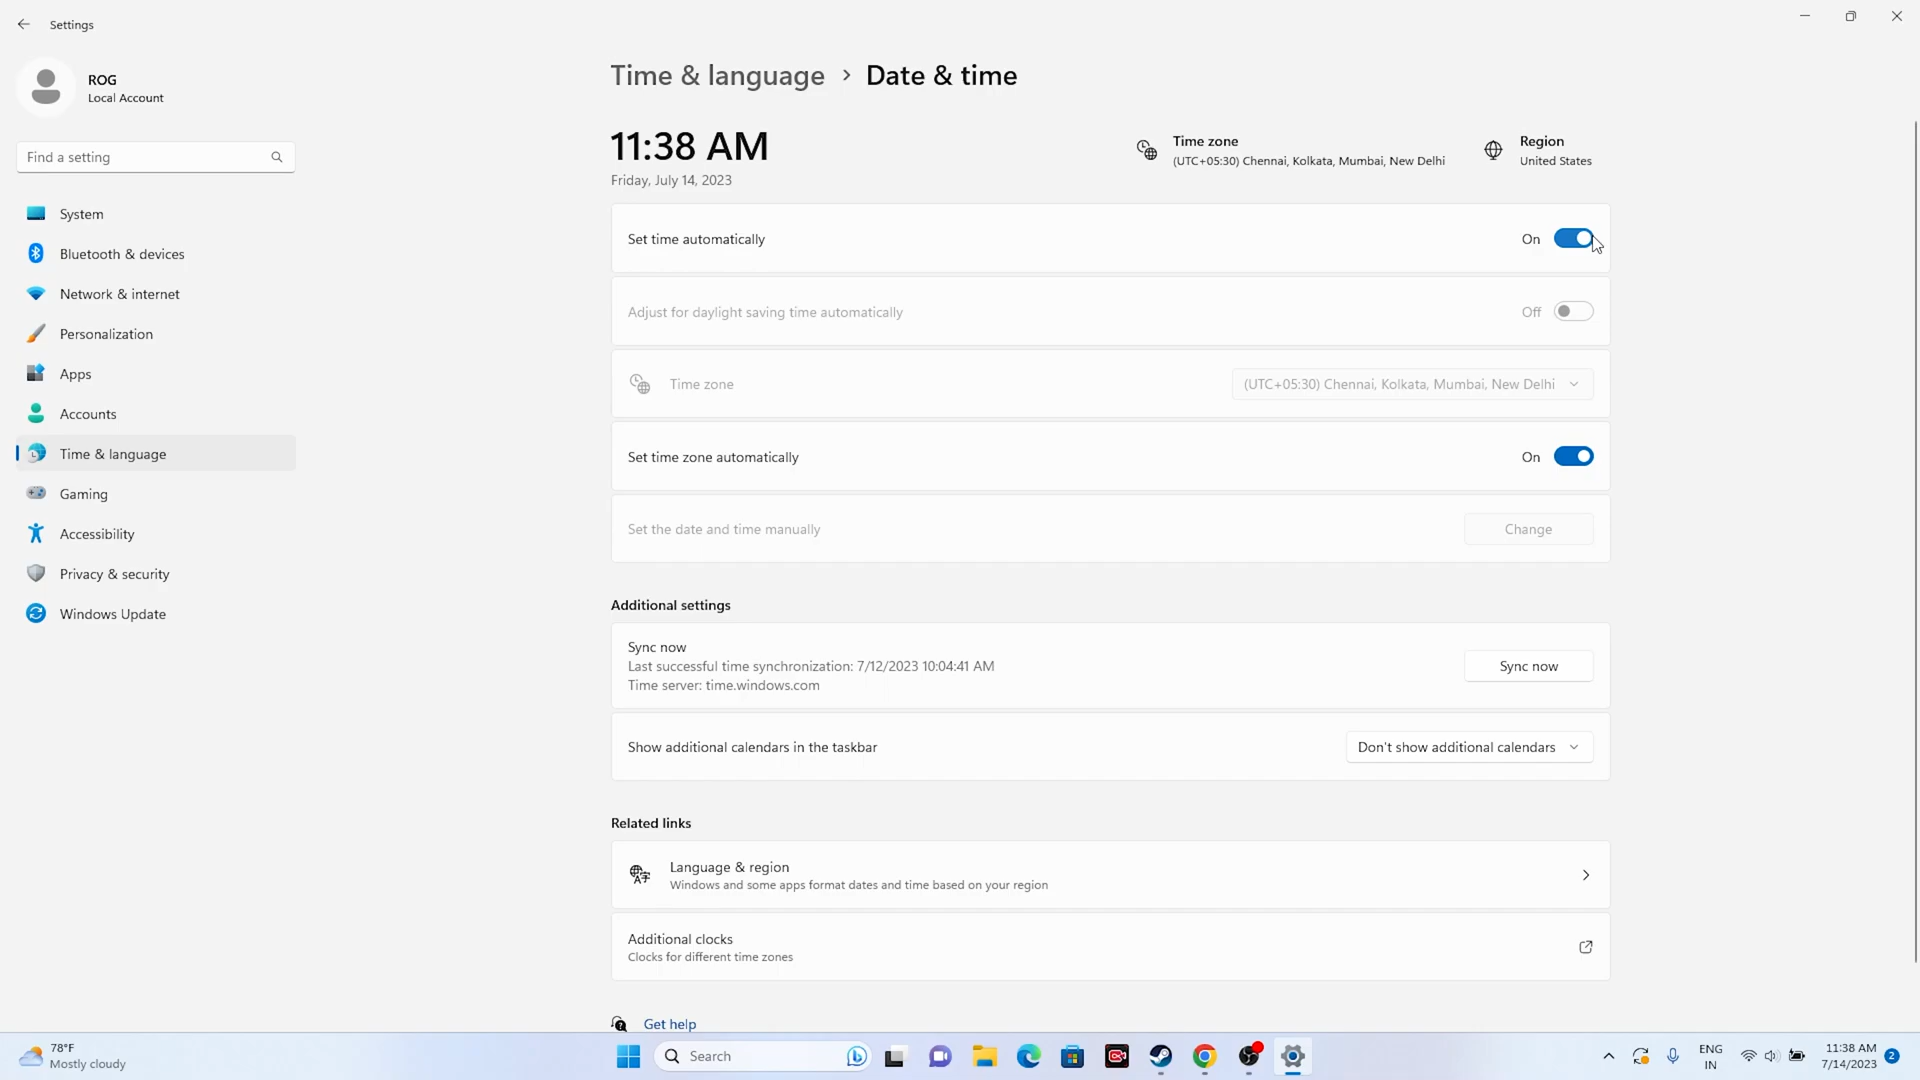 Settings
ROG
Local Account
Find a setting
System
Bluetooth & devices
Network & internet
Personalization
Apps
Accounts
Time & language
Gaming
Accessibility
Privacy & security
Windows Update
Time & language > Date & time
11:38 AM
Friday, July 14, 2023
Time zone
(UTC+05:30) Chennai, Kolkata, Mumbai, New Delhi
Region
United States
Set time automatically
On
Adjust for daylight saving time automatically
Off
Time zone
(UTC+05:30) Chennai, Kolkata, Mumbai, New Delhi
Set time zone automatically
On
Set the date and time manually
Change
Additional settings
Sync now
Last successful time synchronization: 7/12/2023 10:04:41 AM
Time server: time.windows.com
Sync now
Show additional calendars in the taskbar
Don't show additional calendars
Related links
Language & region
Windows and some apps format dates and time based on your region
Additional clocks
Clocks for different time zones
Get help
78°F
Mostly cloudy
Search
ENG
IN
11:38 AM
7/14/2023
2